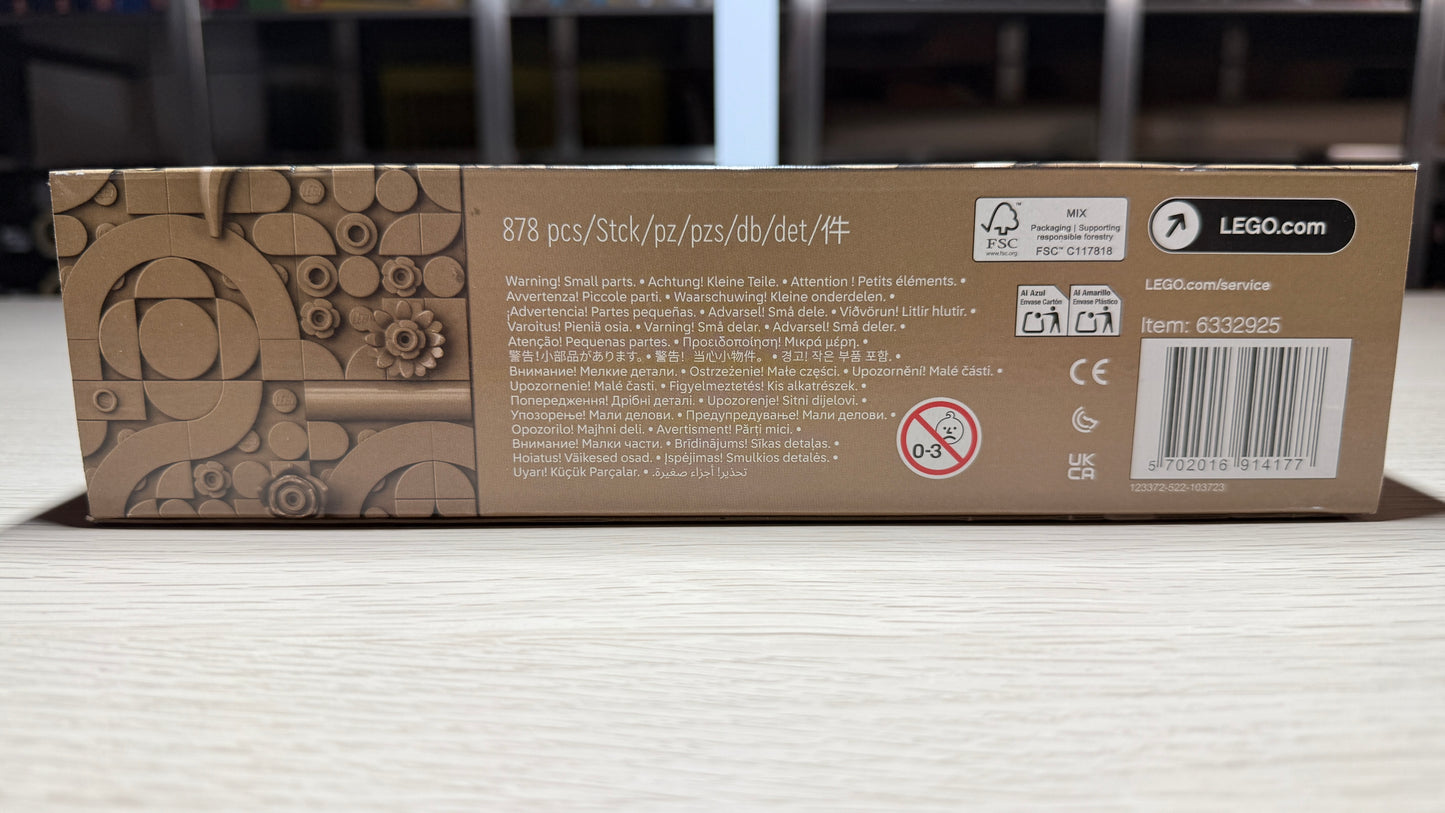 878 pcs/Stck/pz/pzs/db/det/件
Warning! Small parts. • Achtung! Kleine Teile. • Attention ! Petits éléments. •
Avvertenza! Piccole parti. • Waarschuwing! Kleine onderdelen. •
¡Advertencia! Partes pequeñas. • Advarsel! Små dele. • Viðvörun! Litlir hlutir. •
Varoitus! Pieniä osia. • Varning! Små delar. • Advarsel! Små deler. •
Atenção! Pequenas partes. • Προειδοποίηση! Μικρά μέρη. •
警告!小部品があります。 • 警告! 当心小物件。 • 경고! 작은 부품 포함. •
Внимание! Мелкие детали. • Ostrzeżenie! Małe części. • Upozornění! Malé části. •
Upozornenie! Malé časti. • Figyelmeztetés! Kis alkatrészek. •
Попередження! Дрібні деталі. • Upozorenje! Sitni dijelovi. •
Упозорење! Мали делови. • Предупредување! Мали делови. •
Opozorilo! Majhni deli. • Avertisment! Părți mici. •
Внимание! Малки части. • Brīdinājums! Sīkas detaļas. •
Hoiatus! Väikesed osad. • Įspėjimas! Smulkios detalės. •
Uyarı! Küçük Parçalar. • تحذير! أجزاء صغيرة.
0-3
FSC
www.fsc.org
MIX
Packaging | Supporting
responsible forestry
FSC™ C117818
Al Azul
Envase Cartón
Al Amarillo
Envase Plástico
CE
UK
CA
LEGO.com
LEGO.com/service
Item: 6332925
5 702016 914177
123372-522-103723